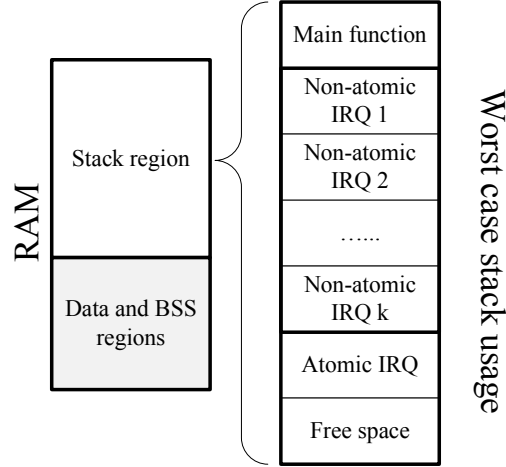 RAM
Stack region
Data and BSS
regions
Main function
Non-atomic
IRQ 1
Non-atomic
IRQ 2
…...
Non-atomic
IRQ k
Atomic IRQ
Free space
Worst case stack usage